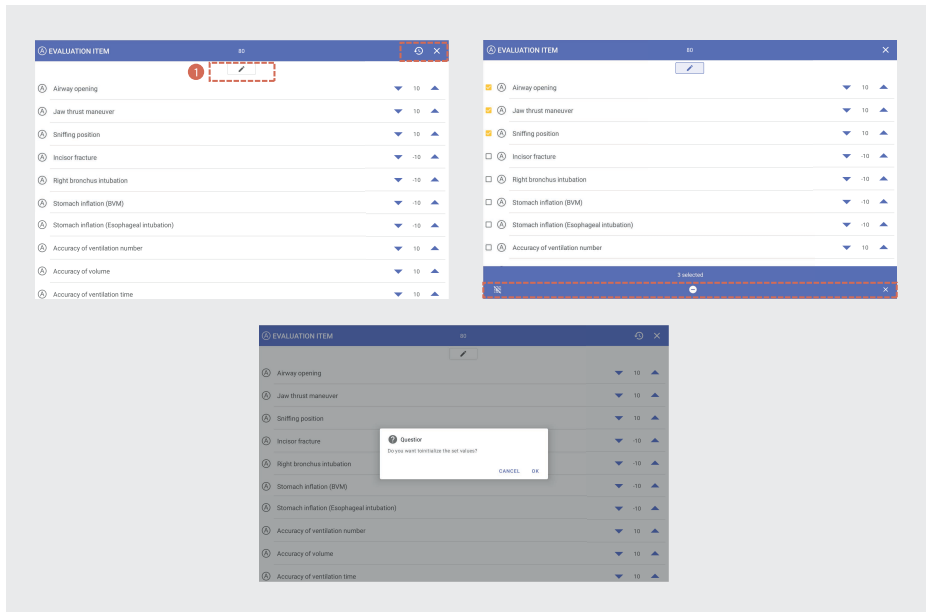 A EVALUATION ITEM 80
1
A Airway opening 10
A Jaw thrust maneuver 10
A Sniffing position 10
A Incisor fracture -10
A Right bronchus intubation -10
A Stomach inflation (BVM) -10
A Stomach inflation (Esophageal intubation) -10
A Accuracy of ventilation number 10
A Accuracy of volume 10
A Accuracy of ventilation time 10
A EVALUATION ITEM 80
A Airway opening 10
A Jaw thrust maneuver 10
A Sniffing position 10
A Incisor fracture -10
A Right bronchus intubation -10
A Stomach inflation (BVM) -10
A Stomach inflation (Esophageal intubation) -10
A Accuracy of ventilation number 10
3 selected
A EVALUATION ITEM 80
A Airway opening 10
A Jaw thrust maneuver 10
A Sniffing position 10
A Incisor fracture -10
A Right bronchus intubation -10
A Stomach inflation (BVM) -10
A Stomach inflation (Esophageal intubation) -10
A Accuracy of ventilation number 10
A Accuracy of volume 10
A Accuracy of ventilation time 10
? Questior
Do you want toinitialize the set values?
CANCEL OK